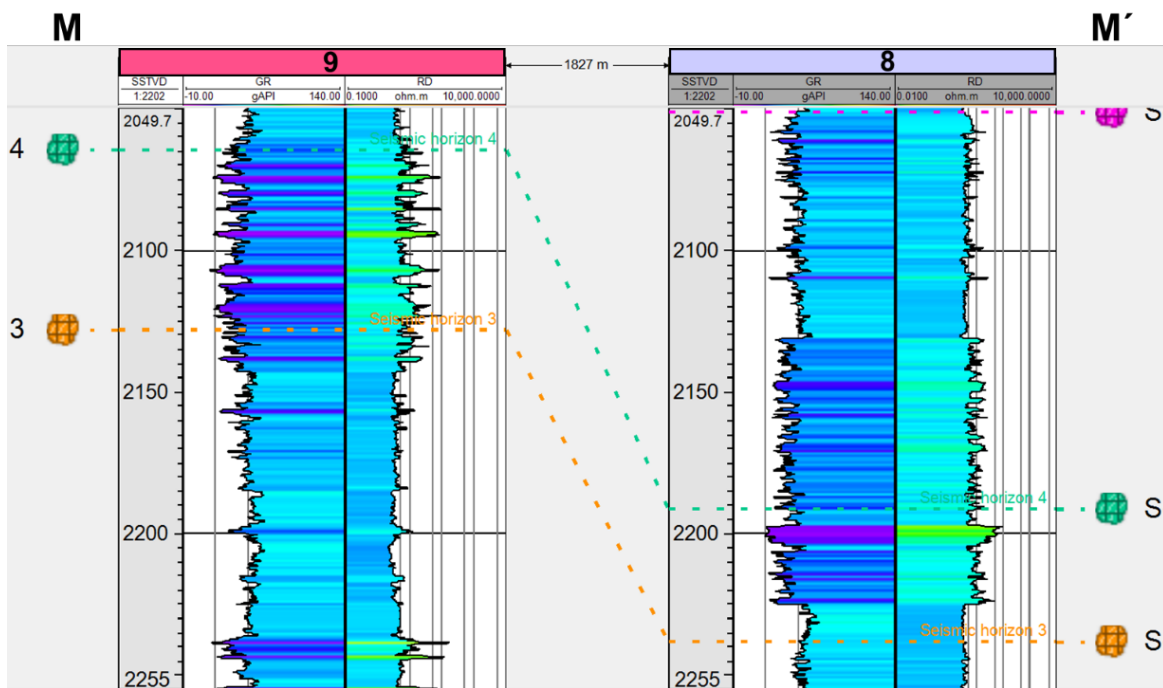 M M´
9 1827 m 8
SSTVD GR RD SSTVD GR RD
1:2202 -10.00 gAPI 140.00 0.1000 ohm.m 10,000.0000 1:2202 -10.00 gAPI 140.00 0.0100 ohm.m 10,000.0000
2049.7 2049.7 S
4 Seismic horizon 4
2100 2100
3 Seismic horizon 3
2150 2150
Seismic horizon 4 S
2200 2200
Seismic horizon 3 S
2255 2255